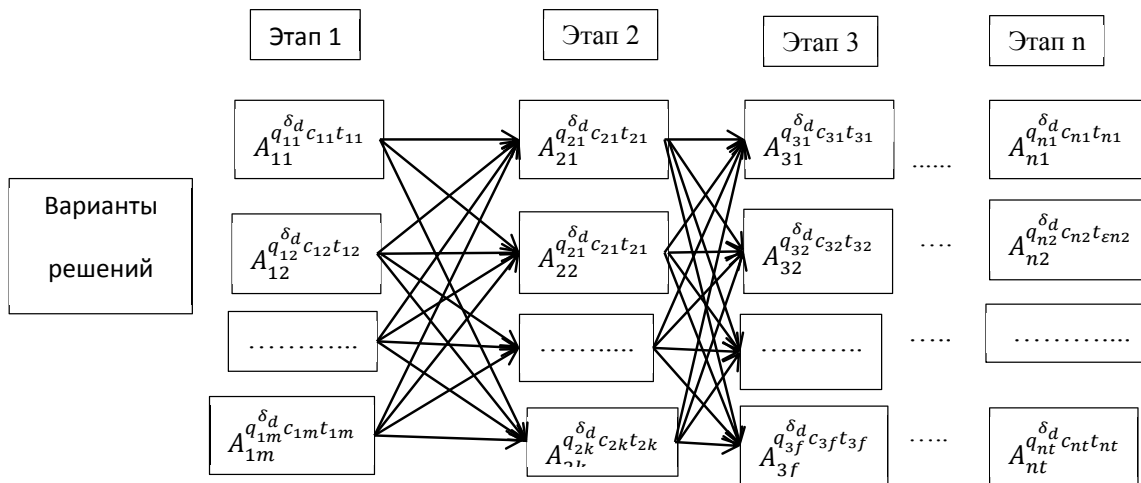 Этап 1 Этап 2 Этап 3 Этап n
A_{11}^{q_{11}^{δ_d} c_{11} t_{11}} A_{21}^{q_{21}^{δ_d} c_{21} t_{21}} A_{31}^{q_{31}^{δ_d} c_{31} t_{31}} ...... A_{n1}^{q_{n1}^{δ_d} c_{n1} t_{n1}}
Варианты
решений
A_{12}^{q_{12}^{δ_d} c_{12} t_{12}} A_{22}^{q_{21}^{δ_d} c_{21} t_{21}} A_{32}^{q_{32}^{δ_d} c_{32} t_{32}} .... A_{n2}^{q_{n2}^{δ_d} c_{n2} t_{εn2}}
........... ........... ........... ..... ...........
A_{1m}^{q_{1m}^{δ_d} c_{1m} t_{1m}} A_{2k}^{q_{2k}^{δ_d} c_{2k} t_{2k}} A_{3f}^{q_{3f}^{δ_d} c_{3f} t_{3f}} ..... A_{nt}^{q_{nt}^{δ_d} c_{nt} t_{nt}}